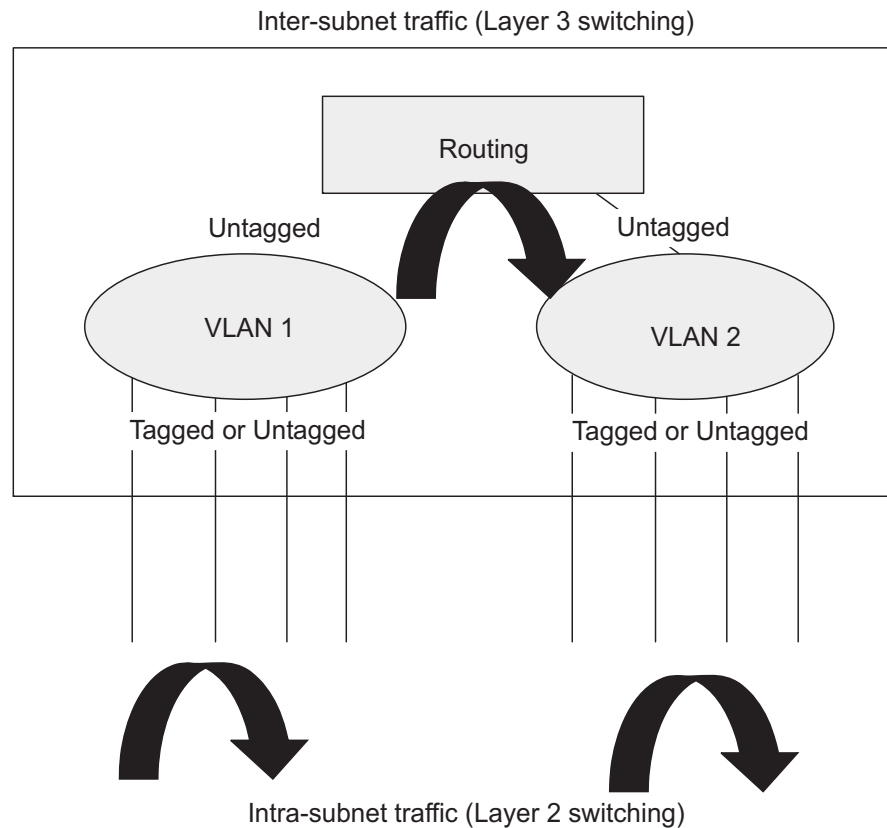 Inter-subnet traffic (Layer 3 switching)
Routing
Untagged
Untagged
VLAN 1
VLAN 2
Tagged or Untagged
Tagged or Untagged
Intra-subnet traffic (Layer 2 switching)